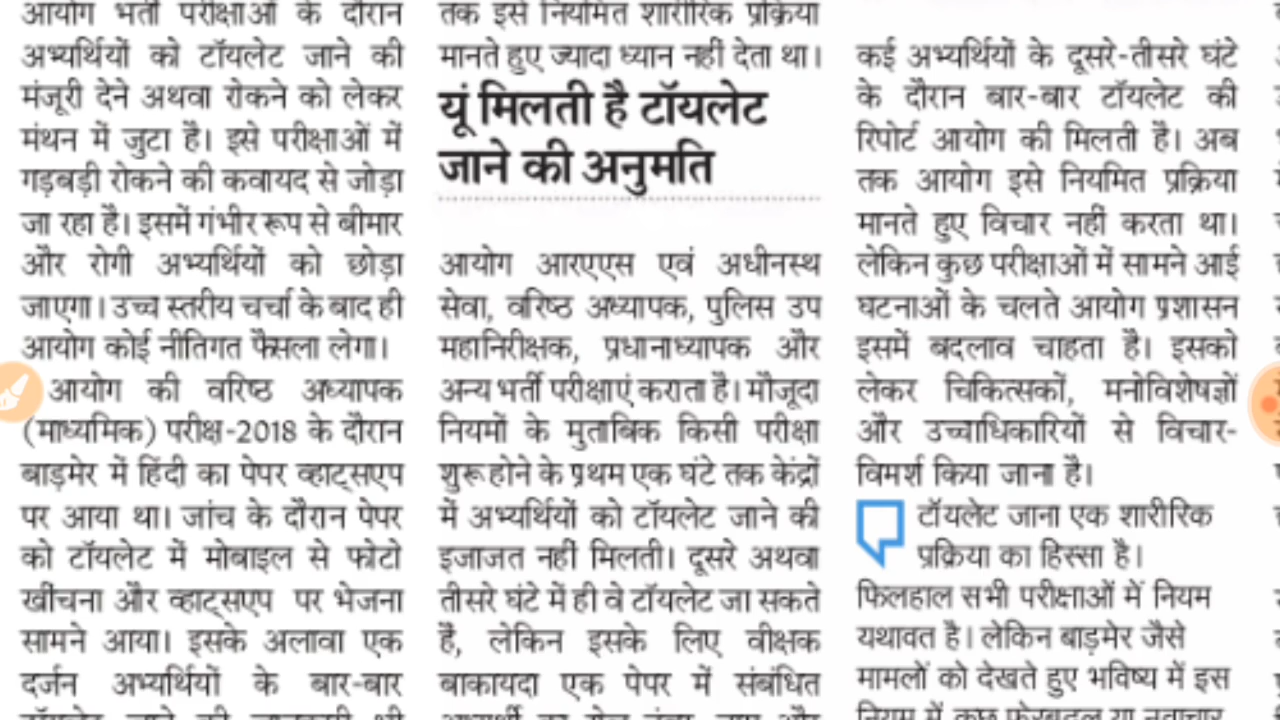 आयोग भर्ती परीक्षाओं के दौरान
अभ्यर्थियों को टॉयलेट जाने की
मंजूरी देने अथवा रोकने को लेकर
मंथन में जुटा है। इसे परीक्षाओं में
गड़बड़ी रोकने की कवायद से जोड़ा
जा रहा है। इसमें गंभीर रूप से बीमार
और रोगी अभ्यर्थियों को छोड़ा
जाएगा। उच्च स्तरीय चर्चा के बाद ही
आयोग कोई नीतिगत फैसला लेगा।
आयोग की वरिष्ठ अध्यापक
(माध्यमिक) परीक्ष-2018 के दौरान
बाड़मेर में हिंदी का पेपर व्हाट्सएप
पर आया था। जांच के दौरान पेपर
को टॉयलेट में मोबाइल से फोटो
खींचना और व्हाट्सएप पर भेजना
सामने आया। इसके अलावा एक
दर्जन अभ्यर्थियों के बार-बार
तक इसे नियमित शारीरिक प्रक्रिया
मानते हुए ज्यादा ध्यान नहीं देता था।
यूं मिलती है टॉयलेट
जाने की अनुमति
आयोग आरएएस एवं अधीनस्थ
सेवा, वरिष्ठ अध्यापक, पुलिस उप
महानिरीक्षक, प्रधानाध्यापक और
अन्य भर्ती परीक्षाएं कराता है। मौजूदा
नियमों के मुताबिक किसी परीक्षा
शुरू होने के प्रथम एक घंटे तक केंद्रों
में अभ्यर्थियों को टॉयलेट जाने की
इजाजत नहीं मिलती। दूसरे अथवा
तीसरे घंटे में ही वे टॉयलेट जा सकते
है, लेकिन इसके लिए वीक्षक
बाकायदा एक पेपर में संबंधित
कई अभ्यर्थियों के दूसरे-तीसरे घंटे
के दौरान बार-बार टॉयलेट की
रिपोर्ट आयोग की मिलती है। अब
तक आयोग इसे नियमित प्रक्रिया
मानते हुए विचार नहीं करता था।
लेकिन कुछ परीक्षाओं में सामने आई
घटनाओं के चलते आयोग प्रशासन
इसमें बदलाव चाहता है। इसको
लेकर चिकित्सकों, मनोविशेषज्ञों
और उच्चाधिकारियों से विचार-
विमर्श किया जाना है।
टॉयलेट जाना एक शारीरिक
प्रक्रिया का हिस्सा है।
फिलहाल सभी परीक्षाओं में नियम
यथावत है। लेकिन बाड़मेर जैसे
मामलों को देखते हुए भविष्य में इस